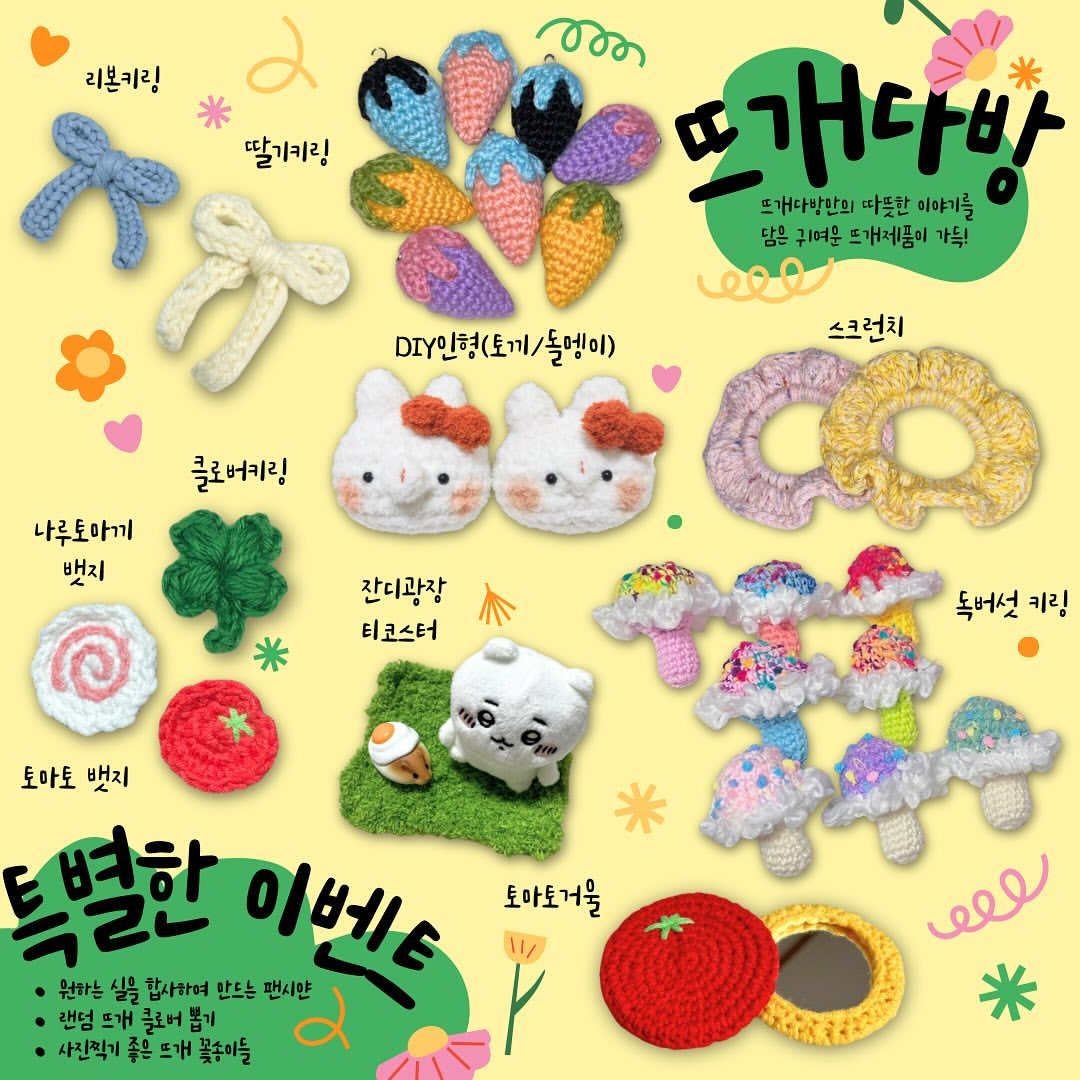 뜨개다방
뜨개다방만의 따뜻한 이야기를
담은 귀여운 뜨개제품이 가득!
리본키링
딸기키링
DIY인형(토끼/돌멩이)
스크런치
클로버키링
나루토마끼
뱃지
잔디광장
티코스터
독버섯 키링
토마토 뱃지
토마토거울
특별한 이벤트
• 원하는 실을 합사하여 만드는 팬시얀
• 랜덤 뜨개 클로버 뽑기
• 사진찍기 좋은 뜨개 꽃송이들